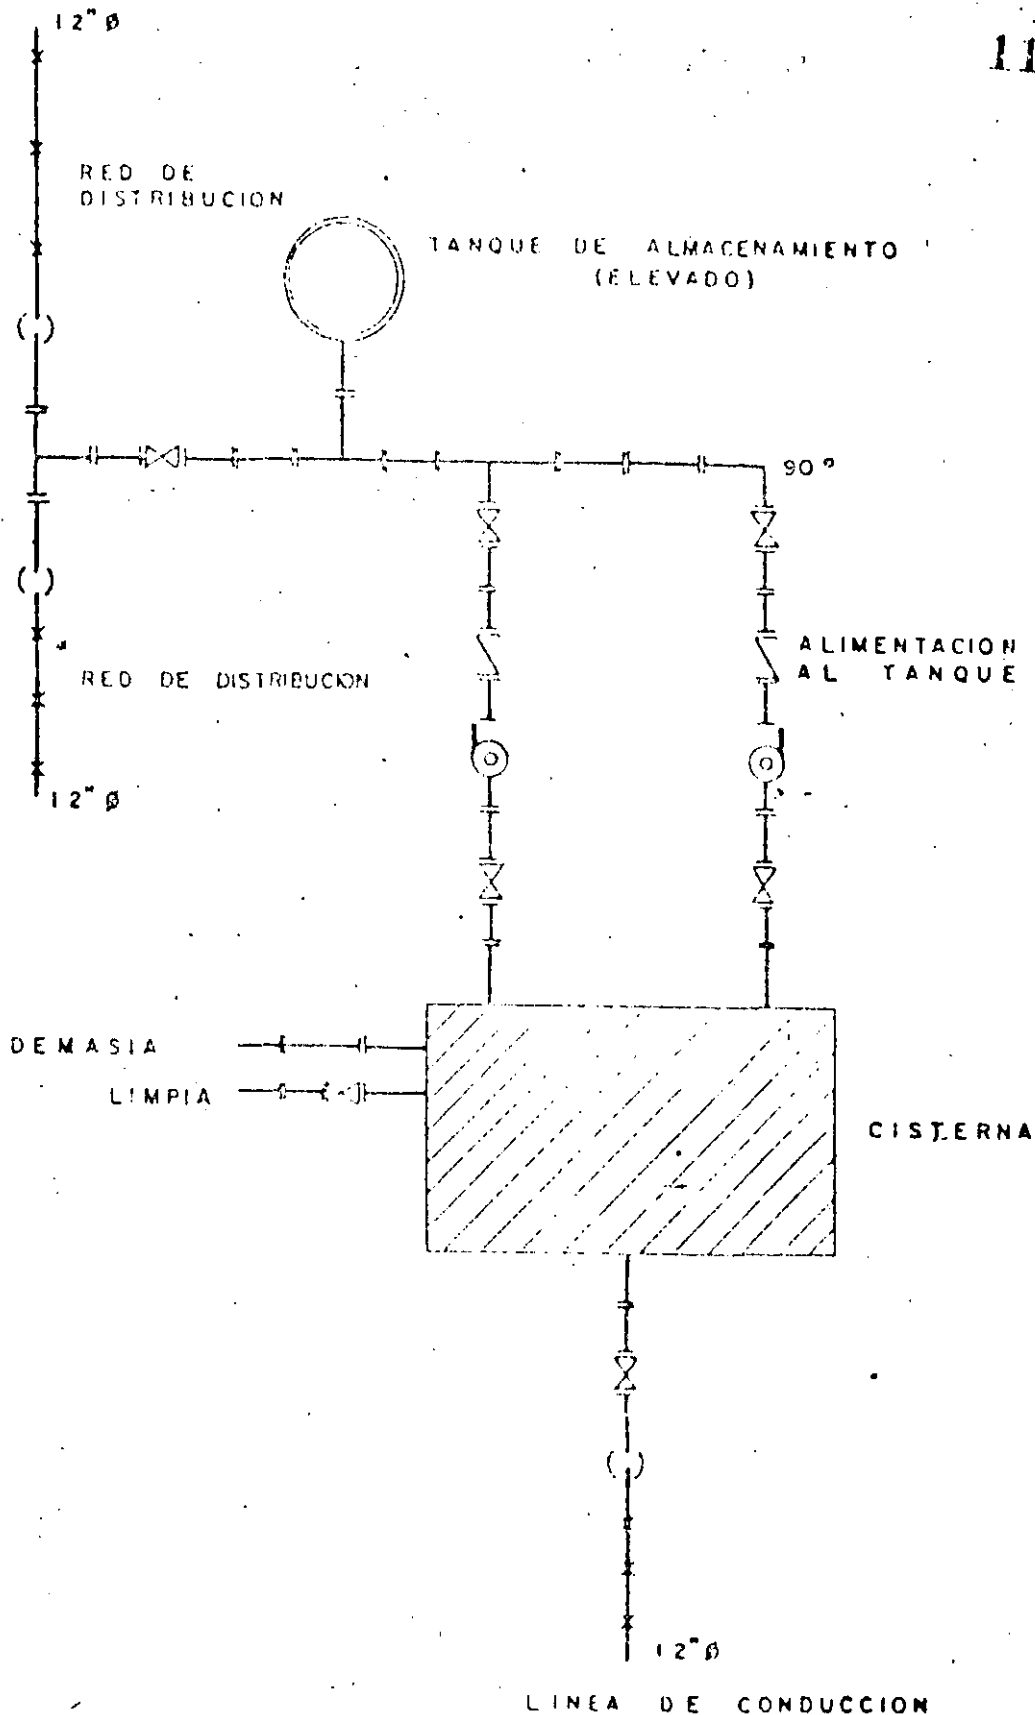 12" Ø
11
RED DE
DISTRIBUCION
TANQUE DE ALMACENAMIENTO
(ELEVADO)
90°
ALIMENTACION
AL TANQUE
RED DE DISTRIBUCION
12" Ø
DEMASIA
LIMPIA
CISTERNA
12" Ø
LINEA DE CONDUCCION